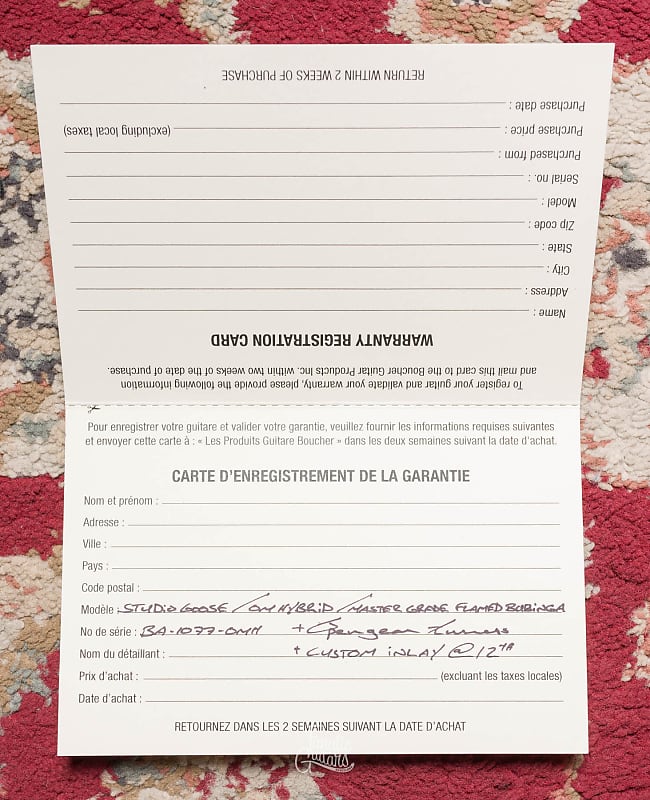 RETURN WITHIN 2 WEEKS OF PURCHASE
Purchase date :
Purchase price : (excluding local taxes)
Purchased from :
Serial no. :
Model :
Zip code :
State :
City :
Address :
Name :
WARRANTY REGISTRATION CARD
and mail this card to the Boucher Guitar Products Inc. within two weeks of the date of purchase.
To register your guitar and validate your warranty, please provide the following information
Pour enregistrer votre guitare et valider votre garantie, veuillez fournir les informations requises suivantes
et envoyer cette carte à : « Les Produits Guitare Boucher » dans les deux semaines suivant la date d'achat.
CARTE D'ENREGISTREMENT DE LA GARANTIE
Nom et prénom :
Adresse :
Ville :
Pays :
Code postal :
Modèle : STUDIO GOOSE / OM HYBRID / MASTER GRADE FLAMED BUBINGA
No de série : BA-1077-OMH +
Nom du détaillant : + CUSTOM INLAY @ 12TH
Prix d'achat : (excluant les taxes locales)
Date d'achat :
RETOURNEZ DANS LES 2 SEMAINES SUIVANT LA DATE D'ACHAT
Guitars